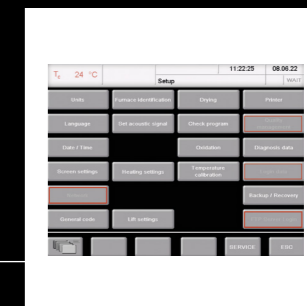 Ts 24 °C
11:22:25 08.06.22
Setup WAIT
Units Furnace identification Drying Printer
Language Set acoustic signal Check program
Date / Time Oxidation Diagnosis data
Screen settings Heating settings Temperature calibration
Backup / Recovery
General code Lift settings
SERVICE ESC